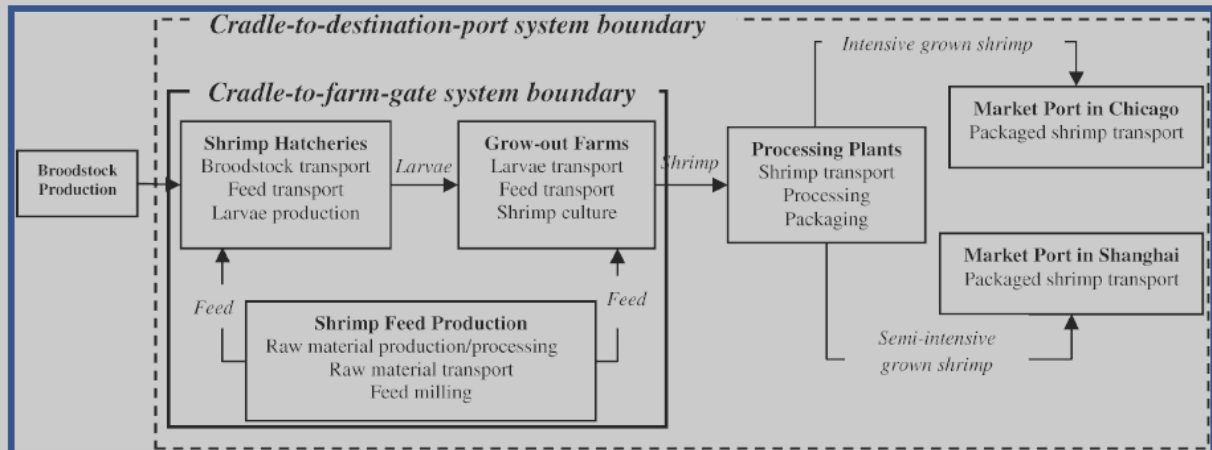 Cradle-to-destination-port system boundary
Cradle-to-farm-gate system boundary
Broodstock
Production
Shrimp Hatcheries
Broodstock transport
Feed transport
Larvae production
Larvae
Grow-out Farms
Larvae transport
Feed transport
Shrimp culture
Shrimp
Feed
Shrimp Feed Production
Raw material production/processing
Raw material transport
Feed milling
Feed
Processing Plants
Shrimp transport
Processing
Packaging
Intensive grown shrimp
Market Port in Chicago
Packaged shrimp transport
Market Port in Shanghai
Packaged shrimp transport
Semi-intensive
grown shrimp